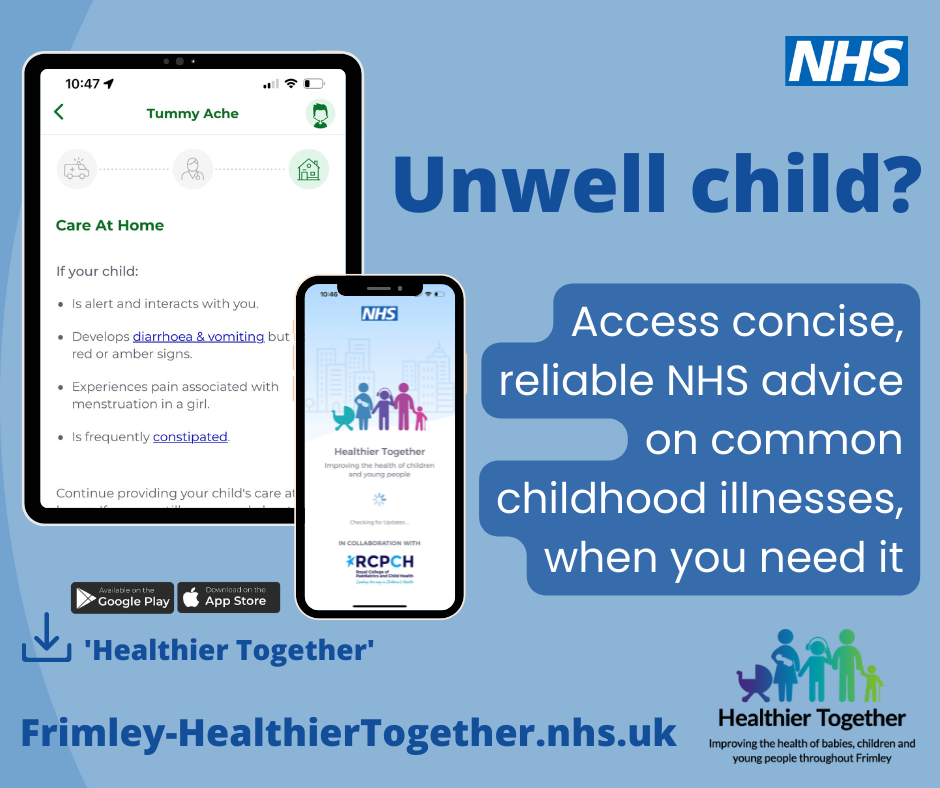 NHS
Unwell child?
Access concise,
reliable NHS advice
on common
childhood illnesses,
when you need it
10:47
Tummy Ache
Care At Home
If your child:
Is alert and interacts with you.
Develops diarrhoea & vomiting but
red or amber signs.
Experiences pain associated with
menstruation in a girl.
Is frequently constipated.
Continue providing your child's care at
10:46
NHS
Healthier Together
Improving the health of children
and young people
Checking for Updates...
IN COLLABORATION WITH
RCPCH
Royal College of
Paediatrics and Child Health
Leading the way in Children's Health
Available on the
Google Play
Download on the
App Store
'Healthier Together'
Frimley-HealthierTogether.nhs.uk
Healthier Together
Improving the health of babies, children and
young people throughout Frimley